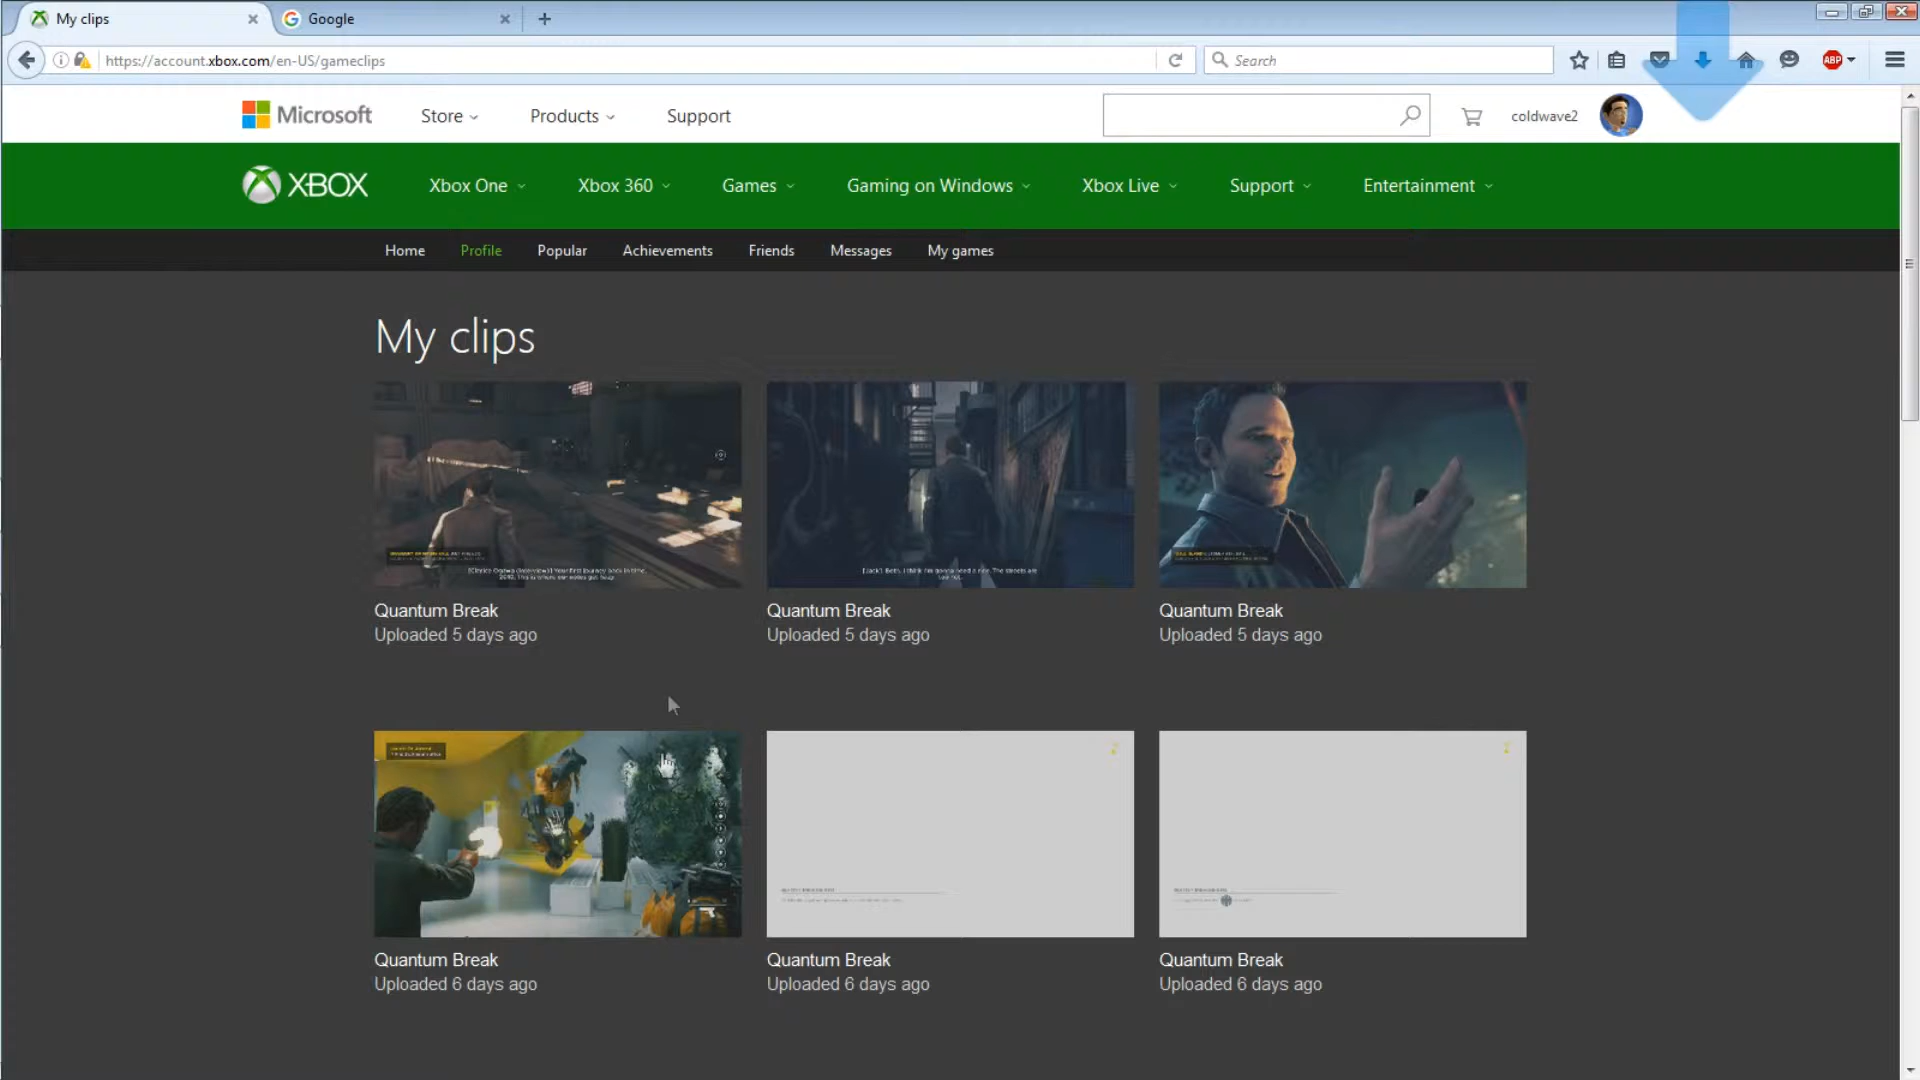 My clips
Google
https://account.xbox.com/en-US/gameclips
Search
ABP
Microsoft
Store
Products
Support
coldwave2
XBOX
Xbox One
Xbox 360
Games
Gaming on Windows
Xbox Live
Support
Entertainment
Home
Profile
Popular
Achievements
Friends
Messages
My games
My clips
Quantum Break
Uploaded 5 days ago
Quantum Break
Uploaded 5 days ago
Quantum Break
Uploaded 5 days ago
Quantum Break
Uploaded 6 days ago
Quantum Break
Uploaded 6 days ago
Quantum Break
Uploaded 6 days ago